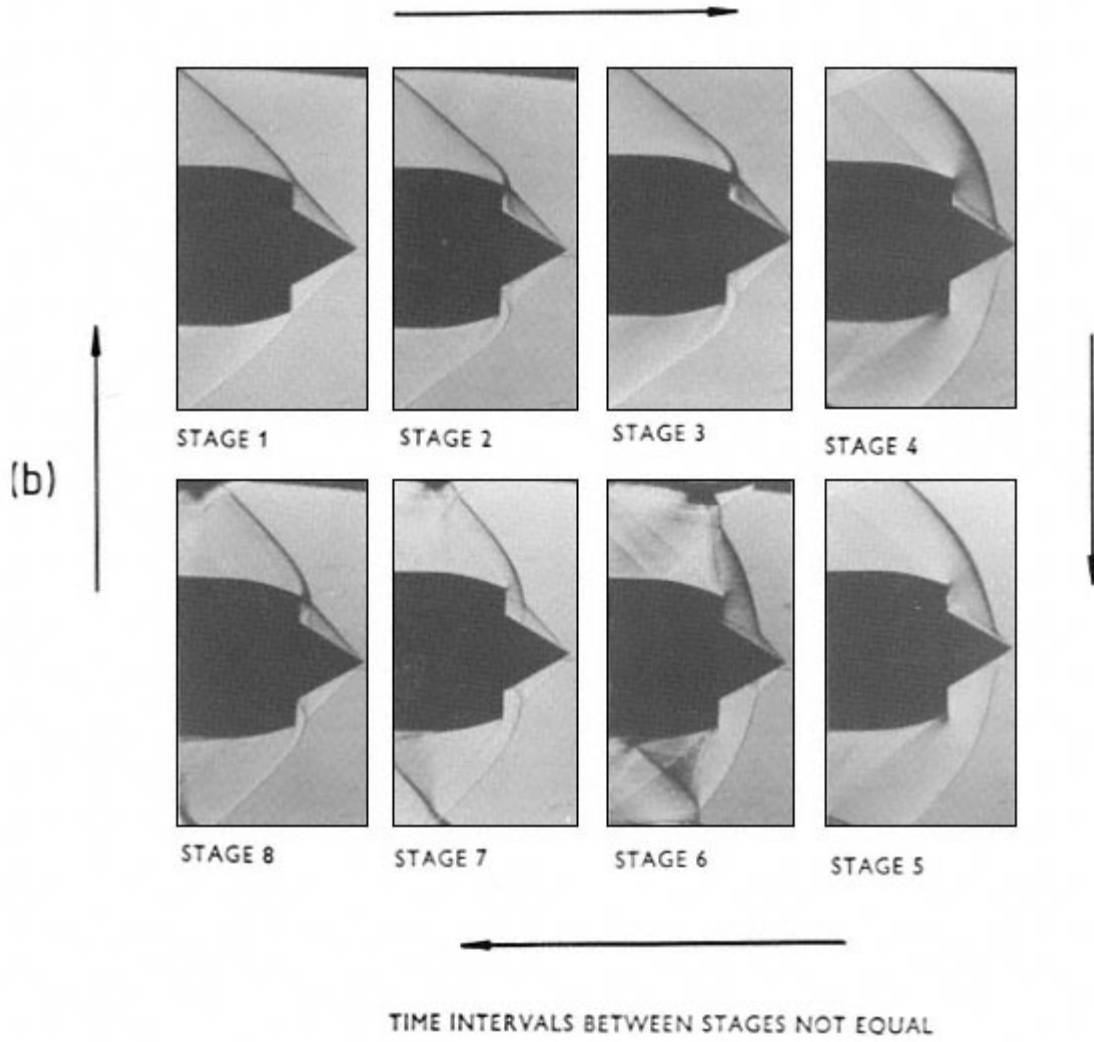 STAGE 1
STAGE 2
STAGE 3
STAGE 4
(b)
STAGE 8
STAGE 7
STAGE 6
STAGE 5
TIME INTERVALS BETWEEN STAGES NOT EQUAL